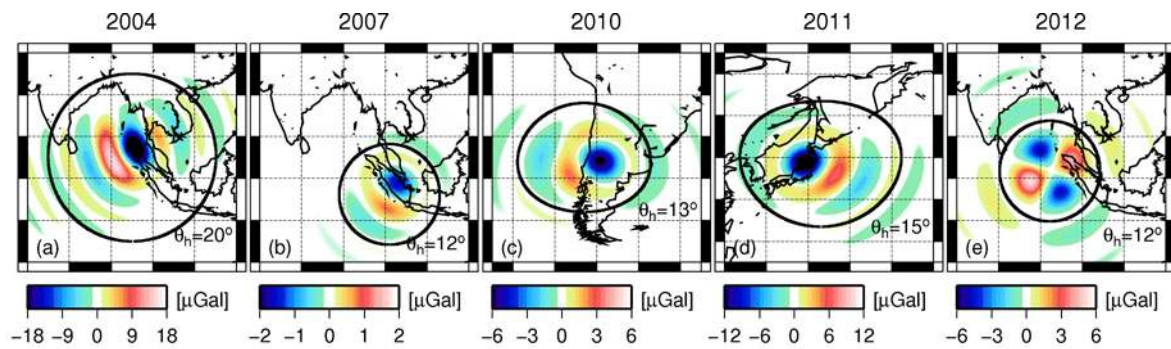 2004 2007 2010 2011 2012
(a) θh=20° (b) θh=12° (c) θh=13° (d) θh=15° (e) θh=12°
[μGal] [μGal] [μGal] [μGal] [μGal]
−18 −9 0 9 18 −2 −1 0 1 2 −6 −3 0 3 6 −12 −6 0 6 12 −6 −3 0 3 6